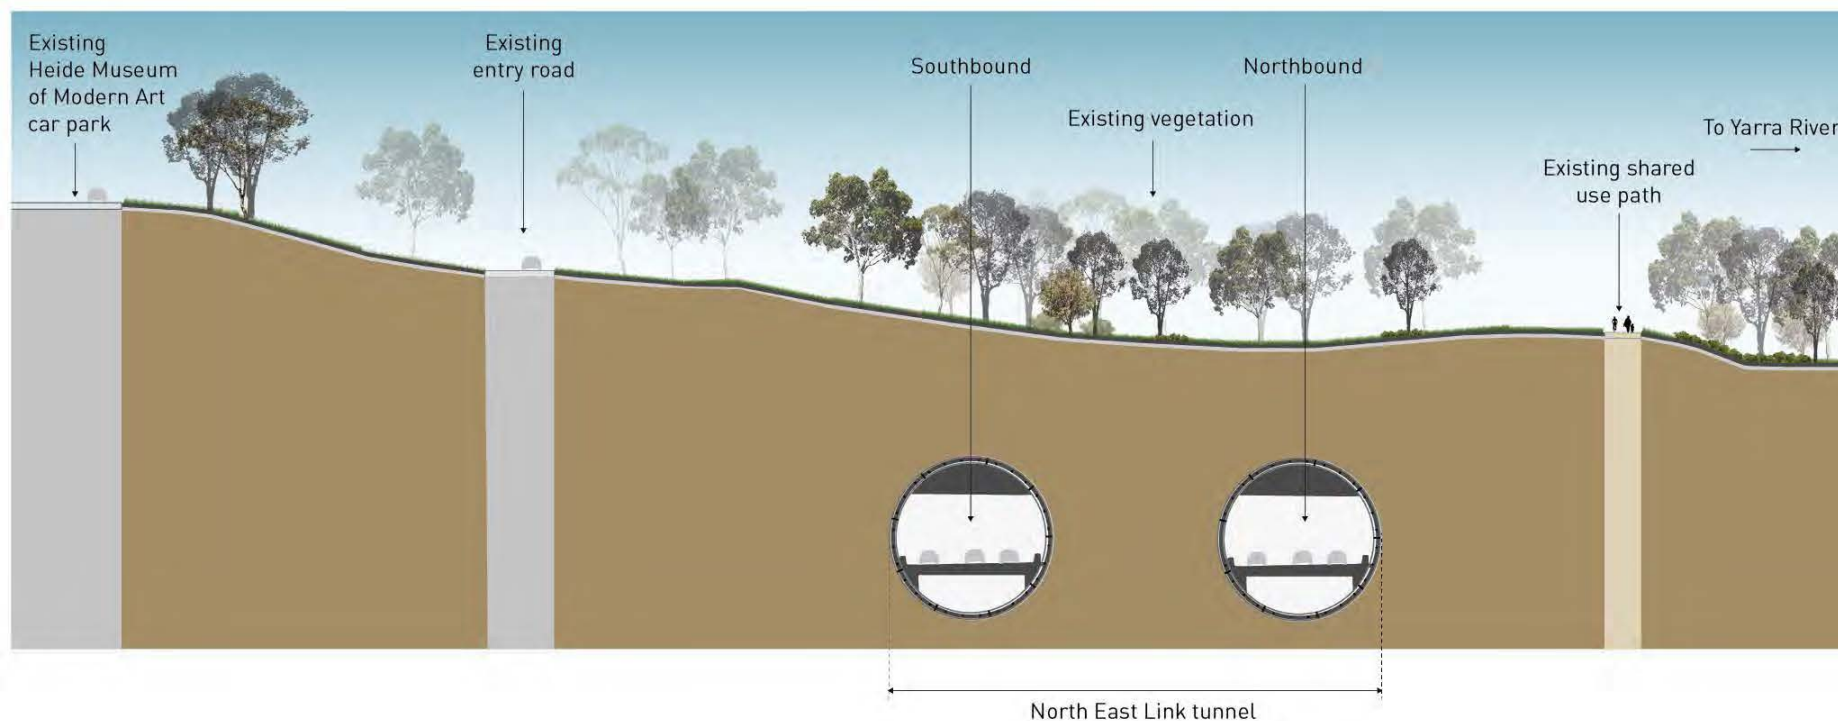 Existing
Heide Museum
of Modern Art
car park
Existing
entry road
Southbound
Existing vegetation
Northbound
Existing shared
use path
To Yarra River
North East Link tunnel